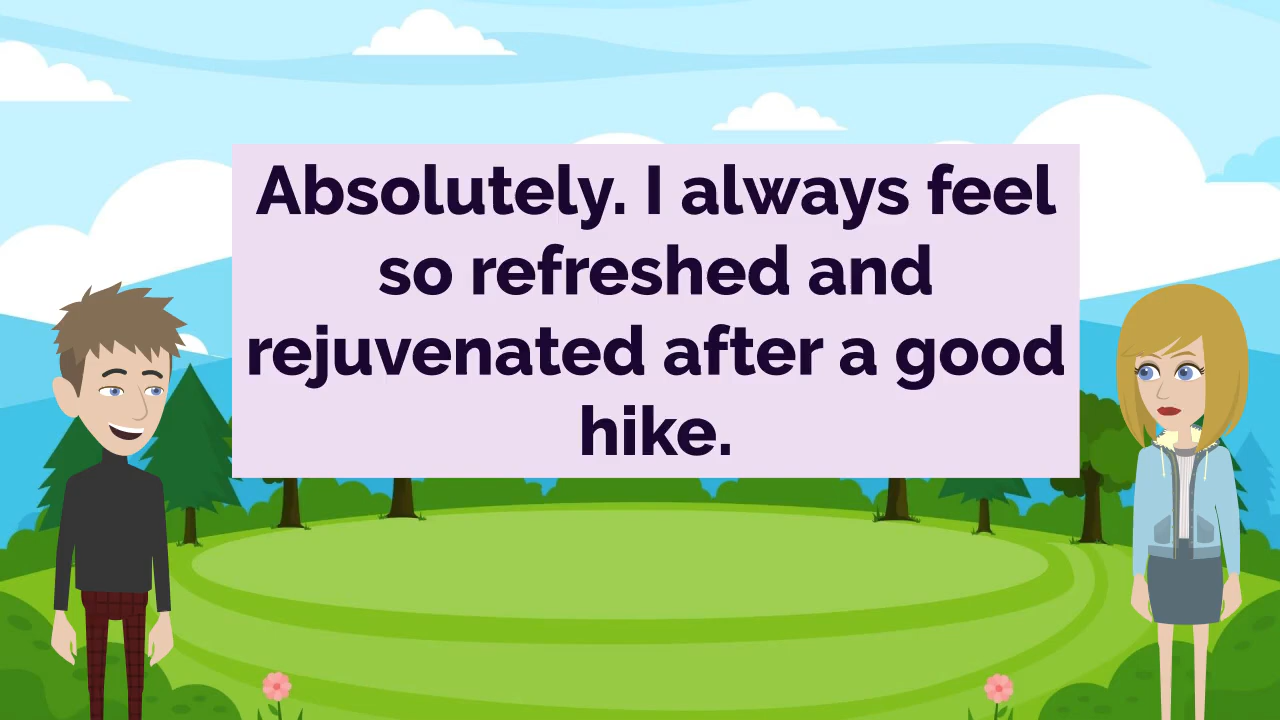 Absolutely. I always feel
so refreshed and
rejuvenated after a good
hike.